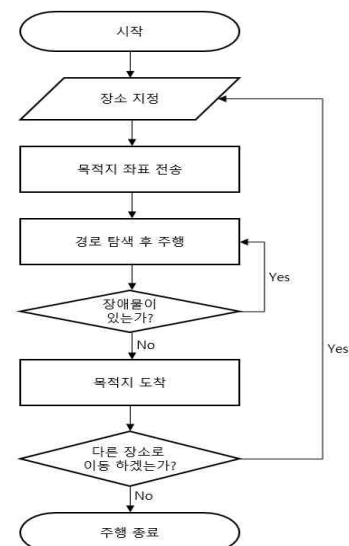 시작
장소 지정
목적지 좌표 전송
경로 탐색 후 주행
Yes
장애물이
있는가?
No
Yes
목적지 도착
다른 장소로
이동 하겠는가?
No
주행 종료